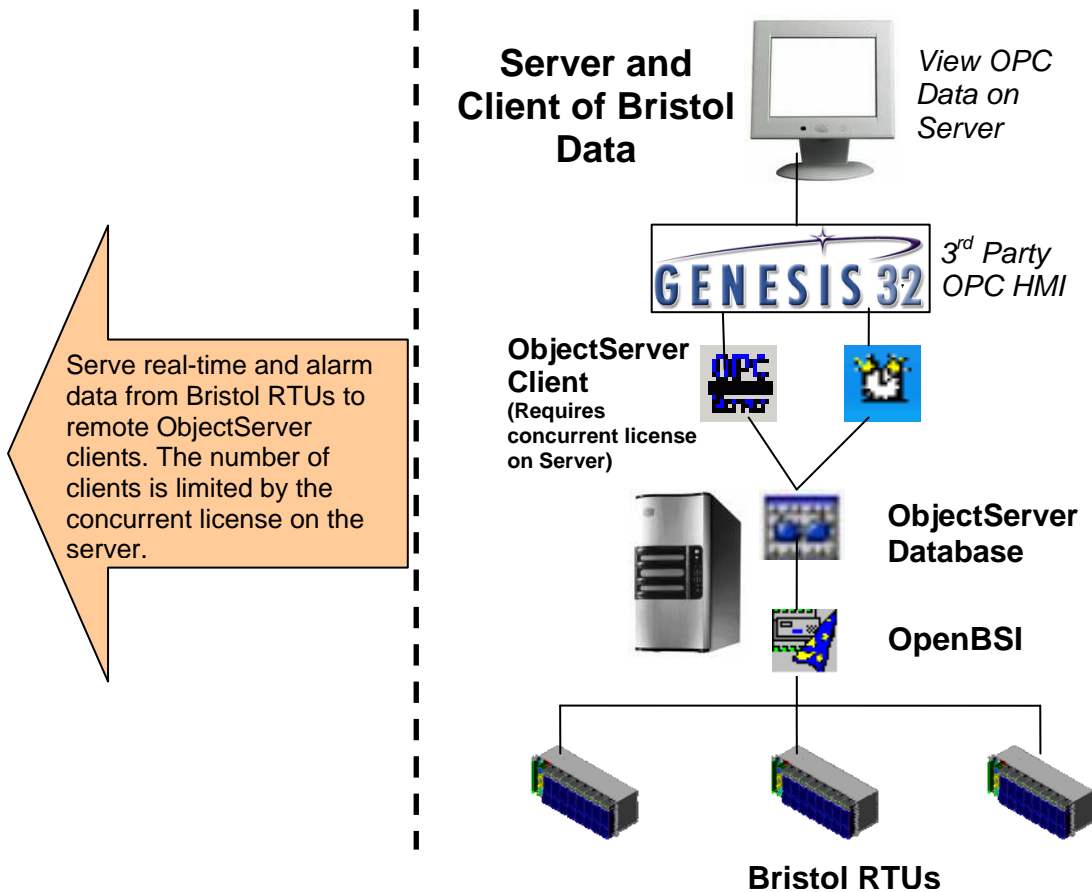 Server and
Client of Bristol
Data
View OPC
Data on
Server
GENESIS 32
3rd Party
OPC HMI
Serve real-time and alarm
data from Bristol RTUs to
remote ObjectServer
clients. The number of
clients is limited by the
concurrent license on the
server.
ObjectServer
Client
(Requires
concurrent license
on Server)
OPC
ObjectServer
Database
OpenBSI
Bristol RTUs